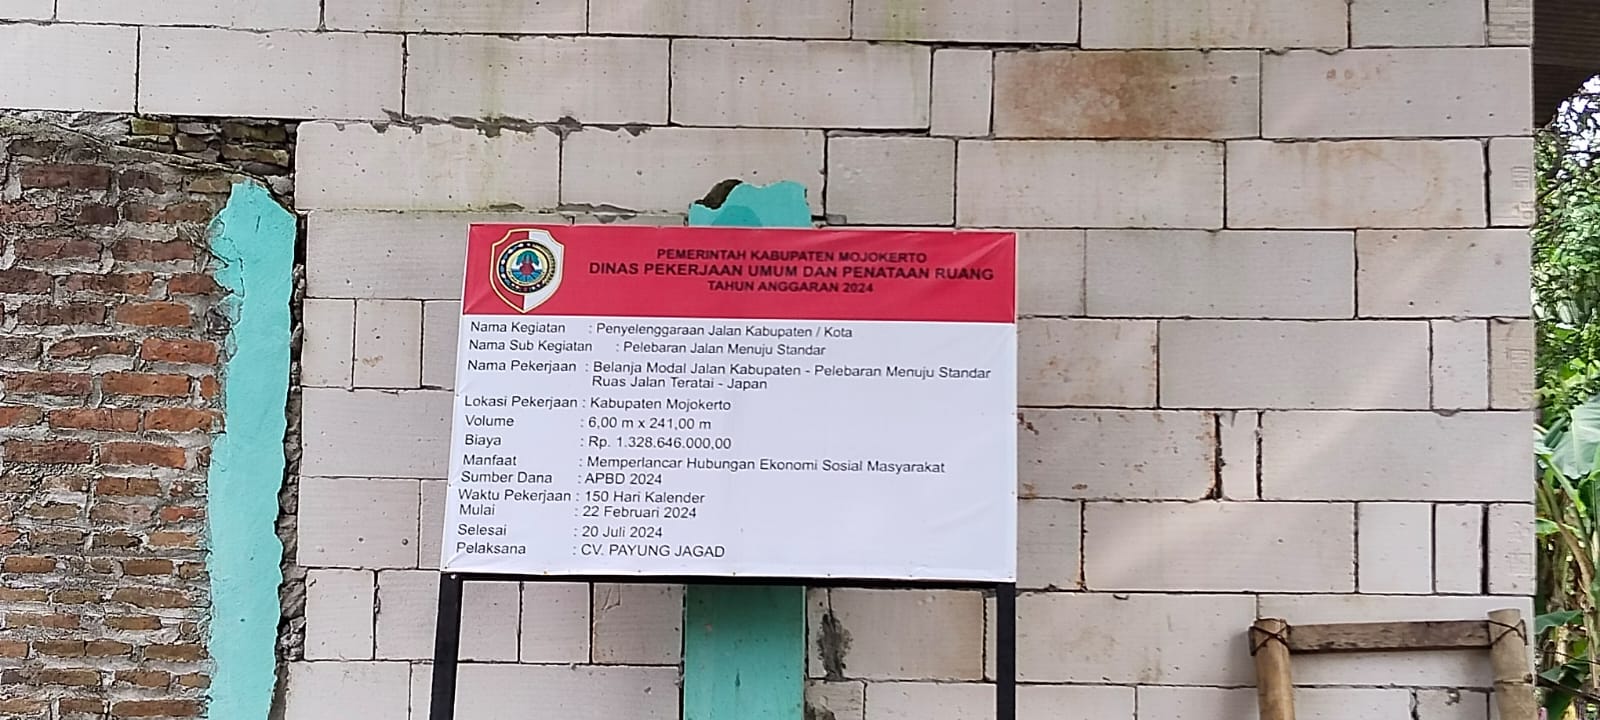 PEMERINTAH KABUPATEN MOJOKERTO
DINAS PEKERJAAN UMUM DAN PENATAAN RUANG
TAHUN ANGGARAN 2024
Nama Kegiatan : Penyelenggaraan Jalan Kabupaten / Kota
Nama Sub Kegiatan : Pelebaran Jalan Menuju Standar
Nama Pekerjaan : Belanja Modal Jalan Kabupaten - Pelebaran Menuju Standar
Ruas Jalan Teratai - Japan
Lokasi Pekerjaan : Kabupaten Mojokerto
Volume : 6,00 m x 241,00 m
Biaya : Rp. 1.328.646.000,00
Manfaat : Memperlancar Hubungan Ekonomi Sosial Masyarakat
Sumber Dana : APBD 2024
Waktu Pekerjaan : 150 Hari Kalender
Mulai : 22 Februari 2024
Selesai : 20 Juli 2024
Pelaksana : CV. PAYUNG JAGAD